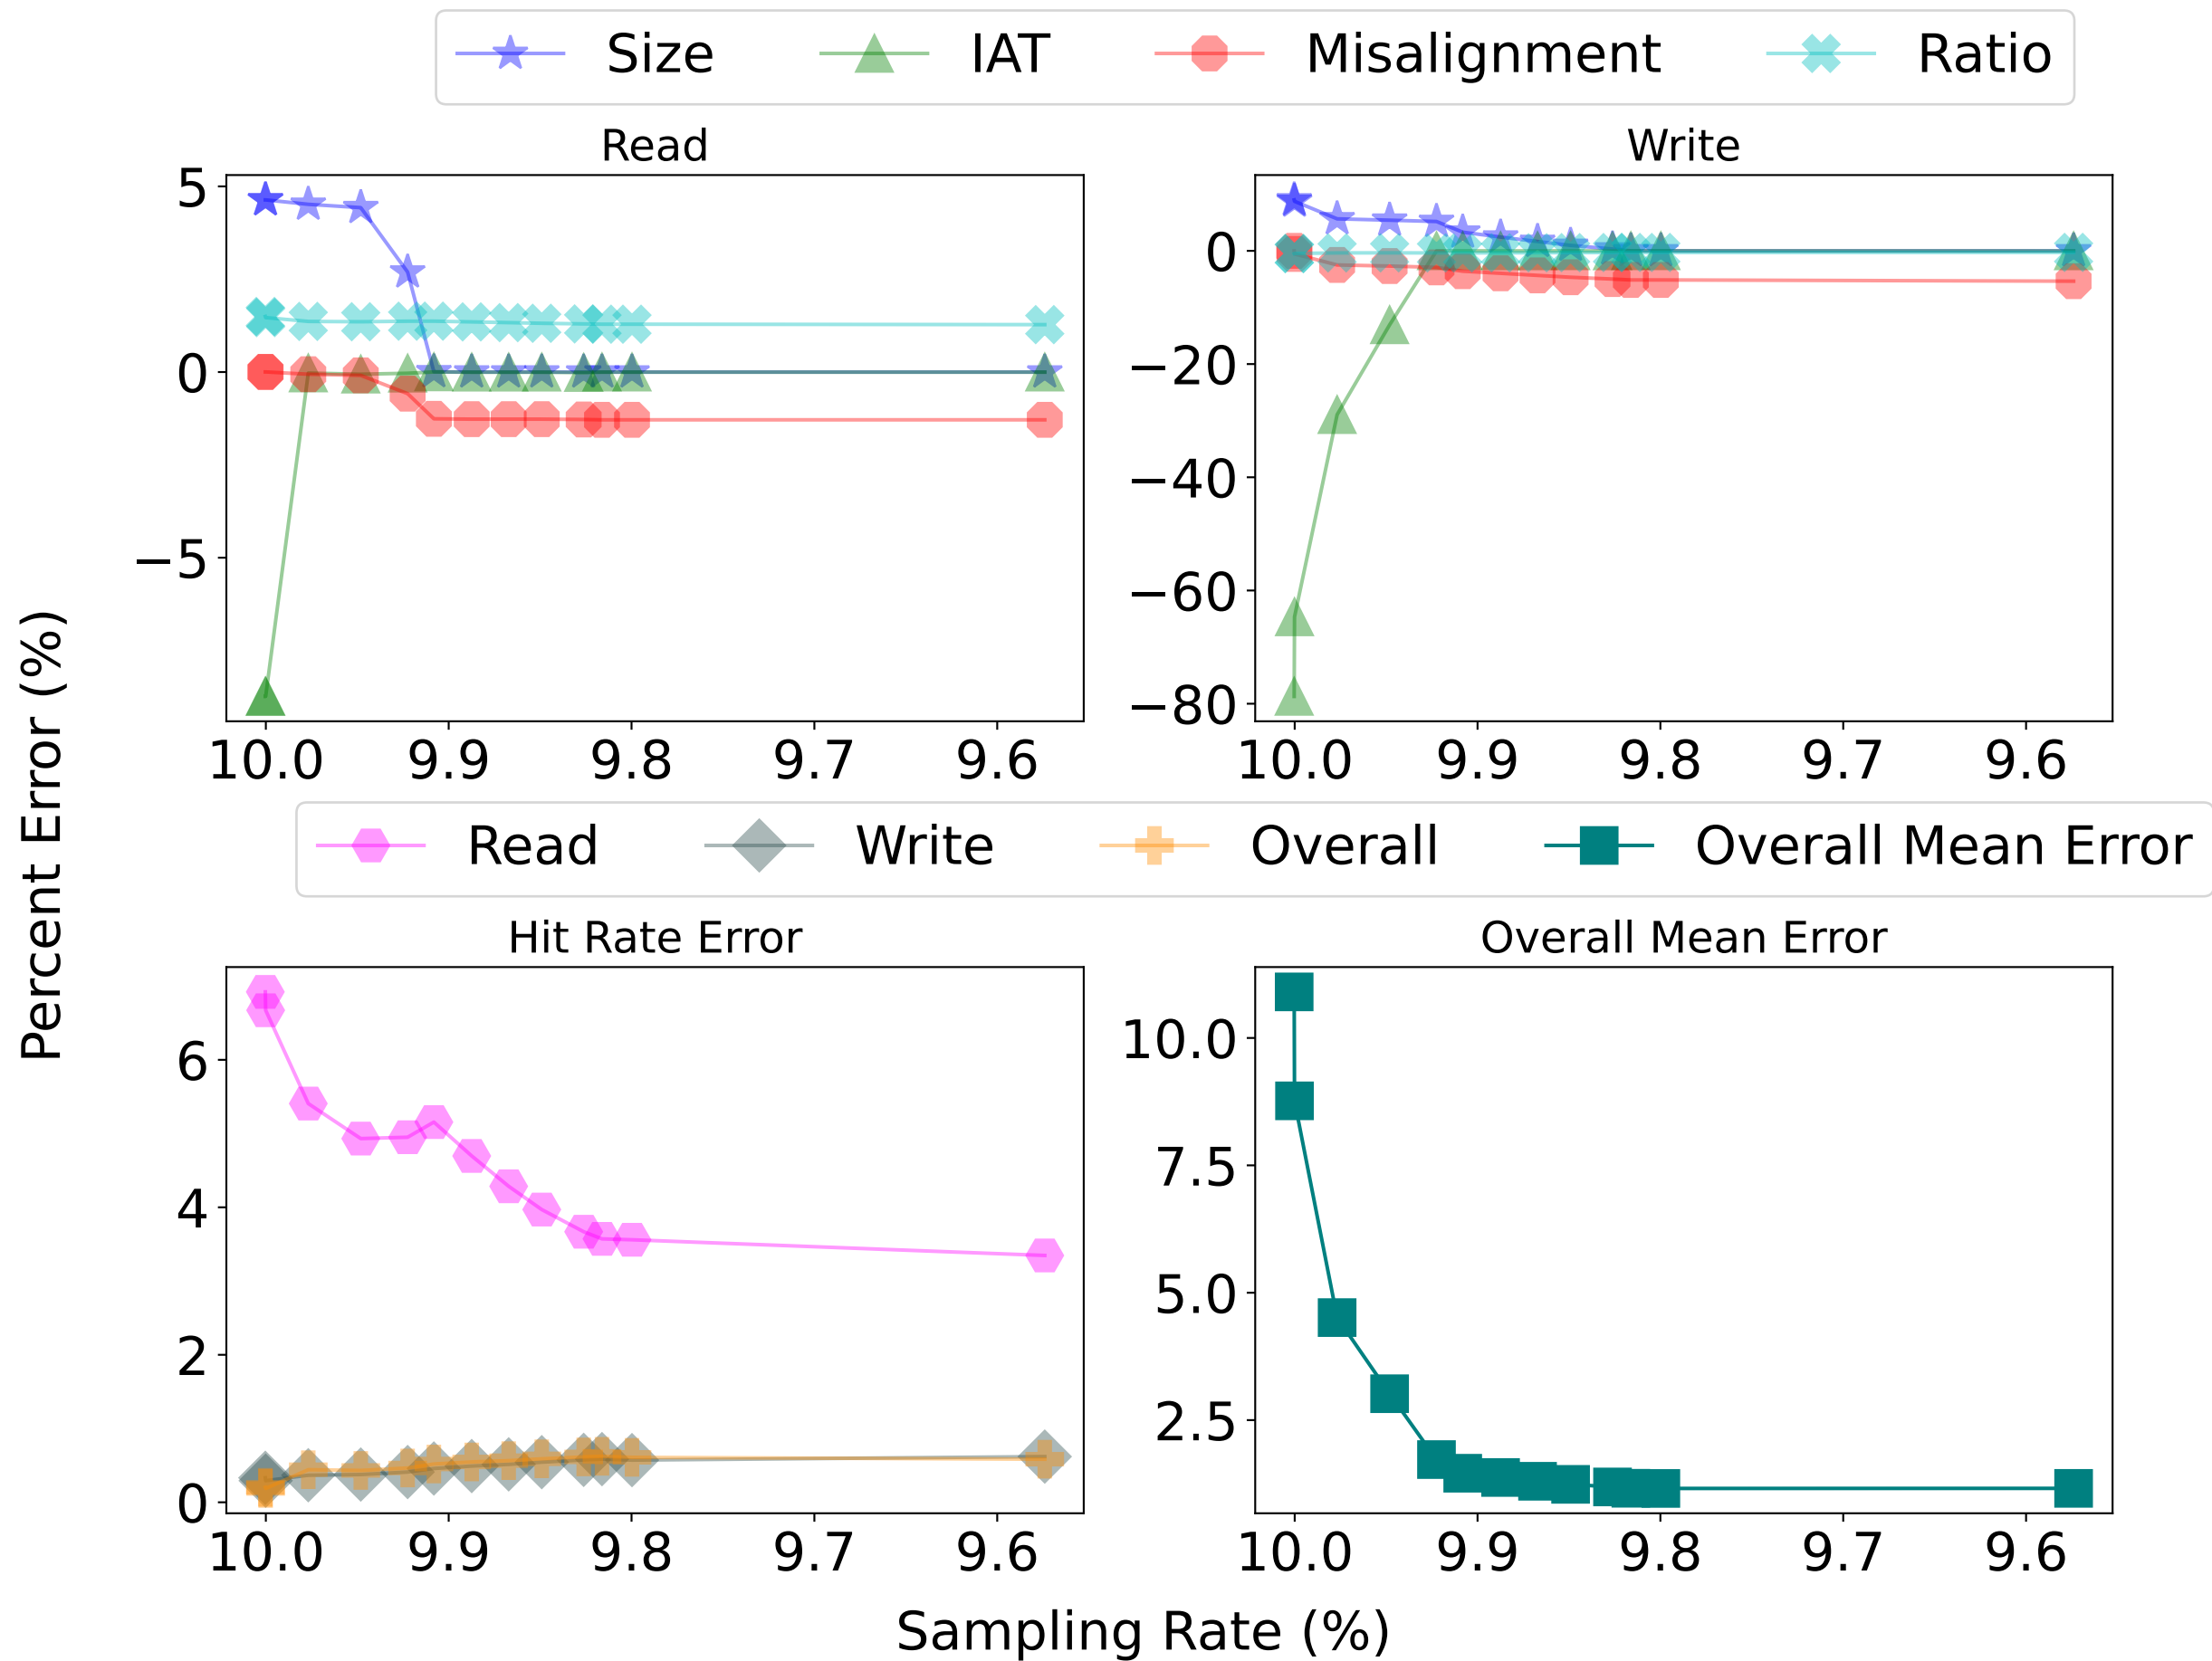 Size IAT Misalignment Ratio
Read Write
5
0
−5
0
−20
−40
−60
−80
10.0 9.9 9.8 9.7 9.6
10.0 9.9 9.8 9.7 9.6
Percent Error (%)
Read Write Overall Overall Mean Error
Hit Rate Error Overall Mean Error
6
4
2
0
10.0
7.5
5.0
2.5
10.0 9.9 9.8 9.7 9.6
10.0 9.9 9.8 9.7 9.6
Sampling Rate (%)